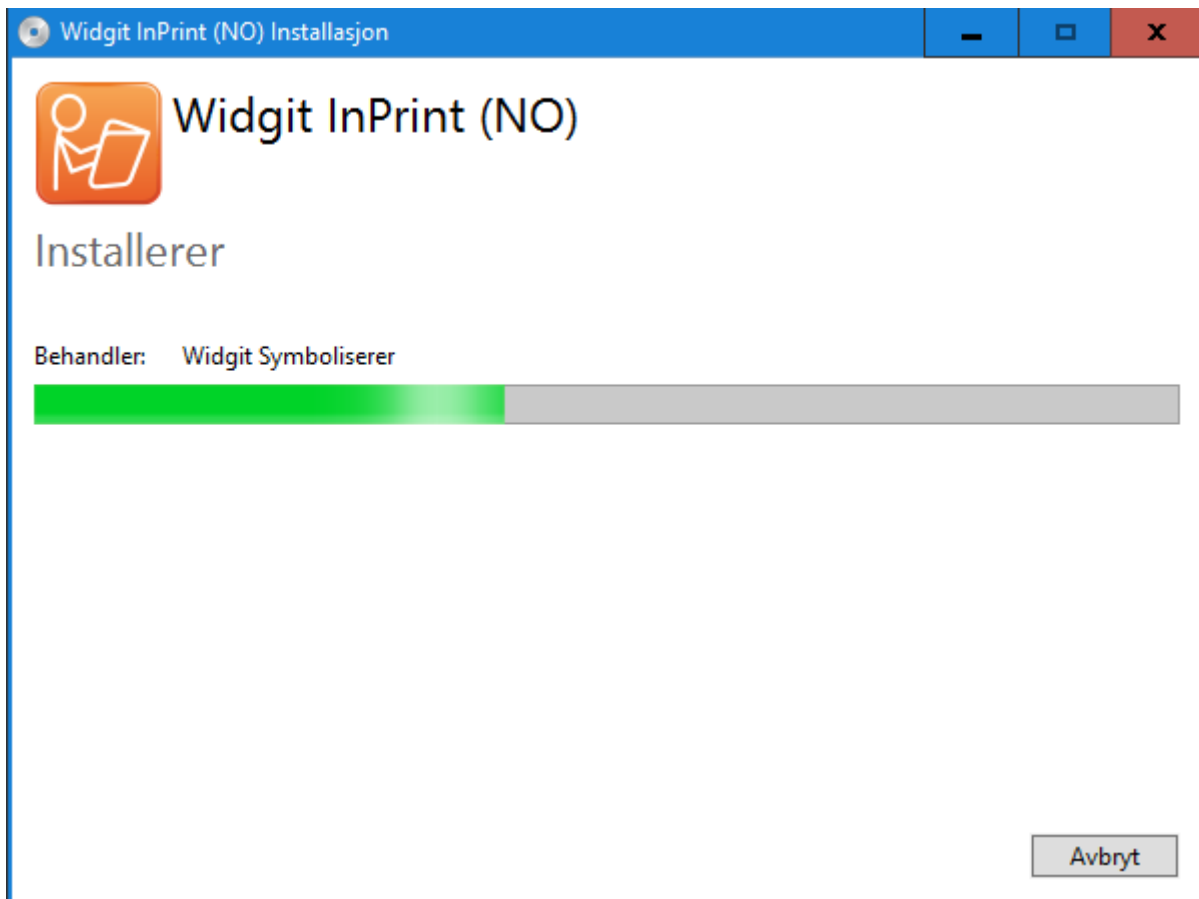 Widgit InPrint (NO) Installasjon
Widgit InPrint (NO)
Installerer
Behandler: Widgit Symboliserer
Avbryt